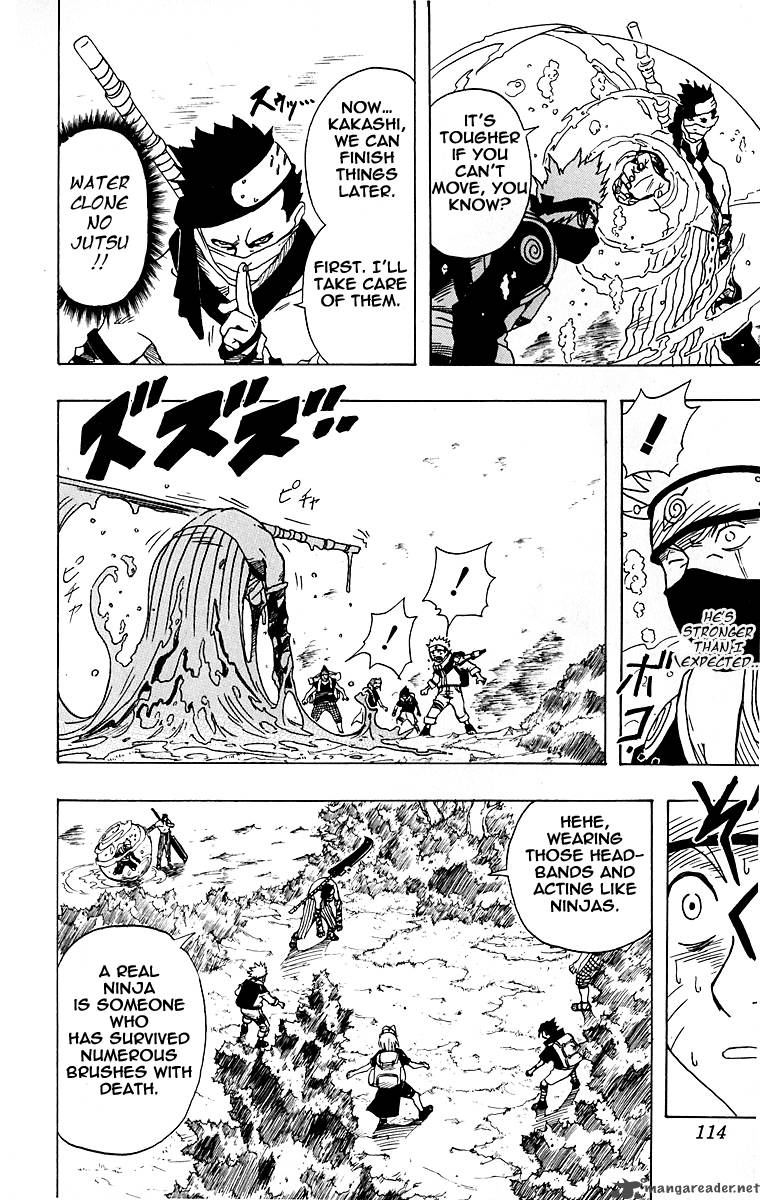 IT'S
TOUGHER
IF YOU
CAN'T
MOVE, YOU
KNOW?
NOW...
KAKASHI,
WE CAN
FINISH
THINGS
LATER.
FIRST. I'LL
TAKE CARE
OF THEM.
スウッ…
WATER
CLONE
NO
JUTSU
!!
!
HE'S
STRONGER
THAN I
EXPECTED..
ボコ…
ズズズ!!
ピチャ
!
!
HEHE,
WEARING
THOSE HEAD-
BANDS AND
ACTING LIKE
NINJAS.
A REAL
NINJA
IS SOMEONE
WHO
HAS SURVIVED
NUMEROUS
BRUSHES WITH
DEATH.
114
mangareader.net